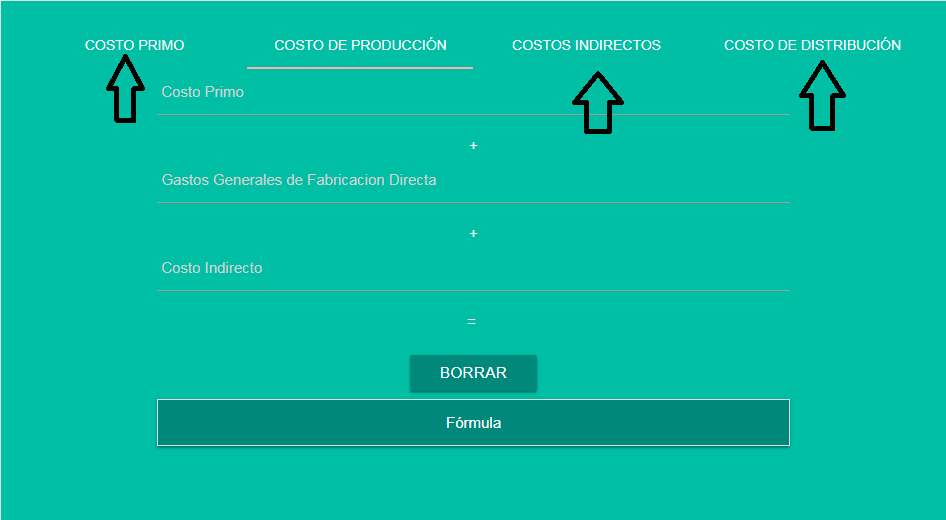 COSTO PRIMO COSTO DE PRODUCCIÓN COSTOS INDIRECTOS COSTO DE DISTRIBUCIÓN
Costo Primo
+
Gastos Generales de Fabricacion Directa
+
Costo Indirecto
=
BORRAR
Fórmula